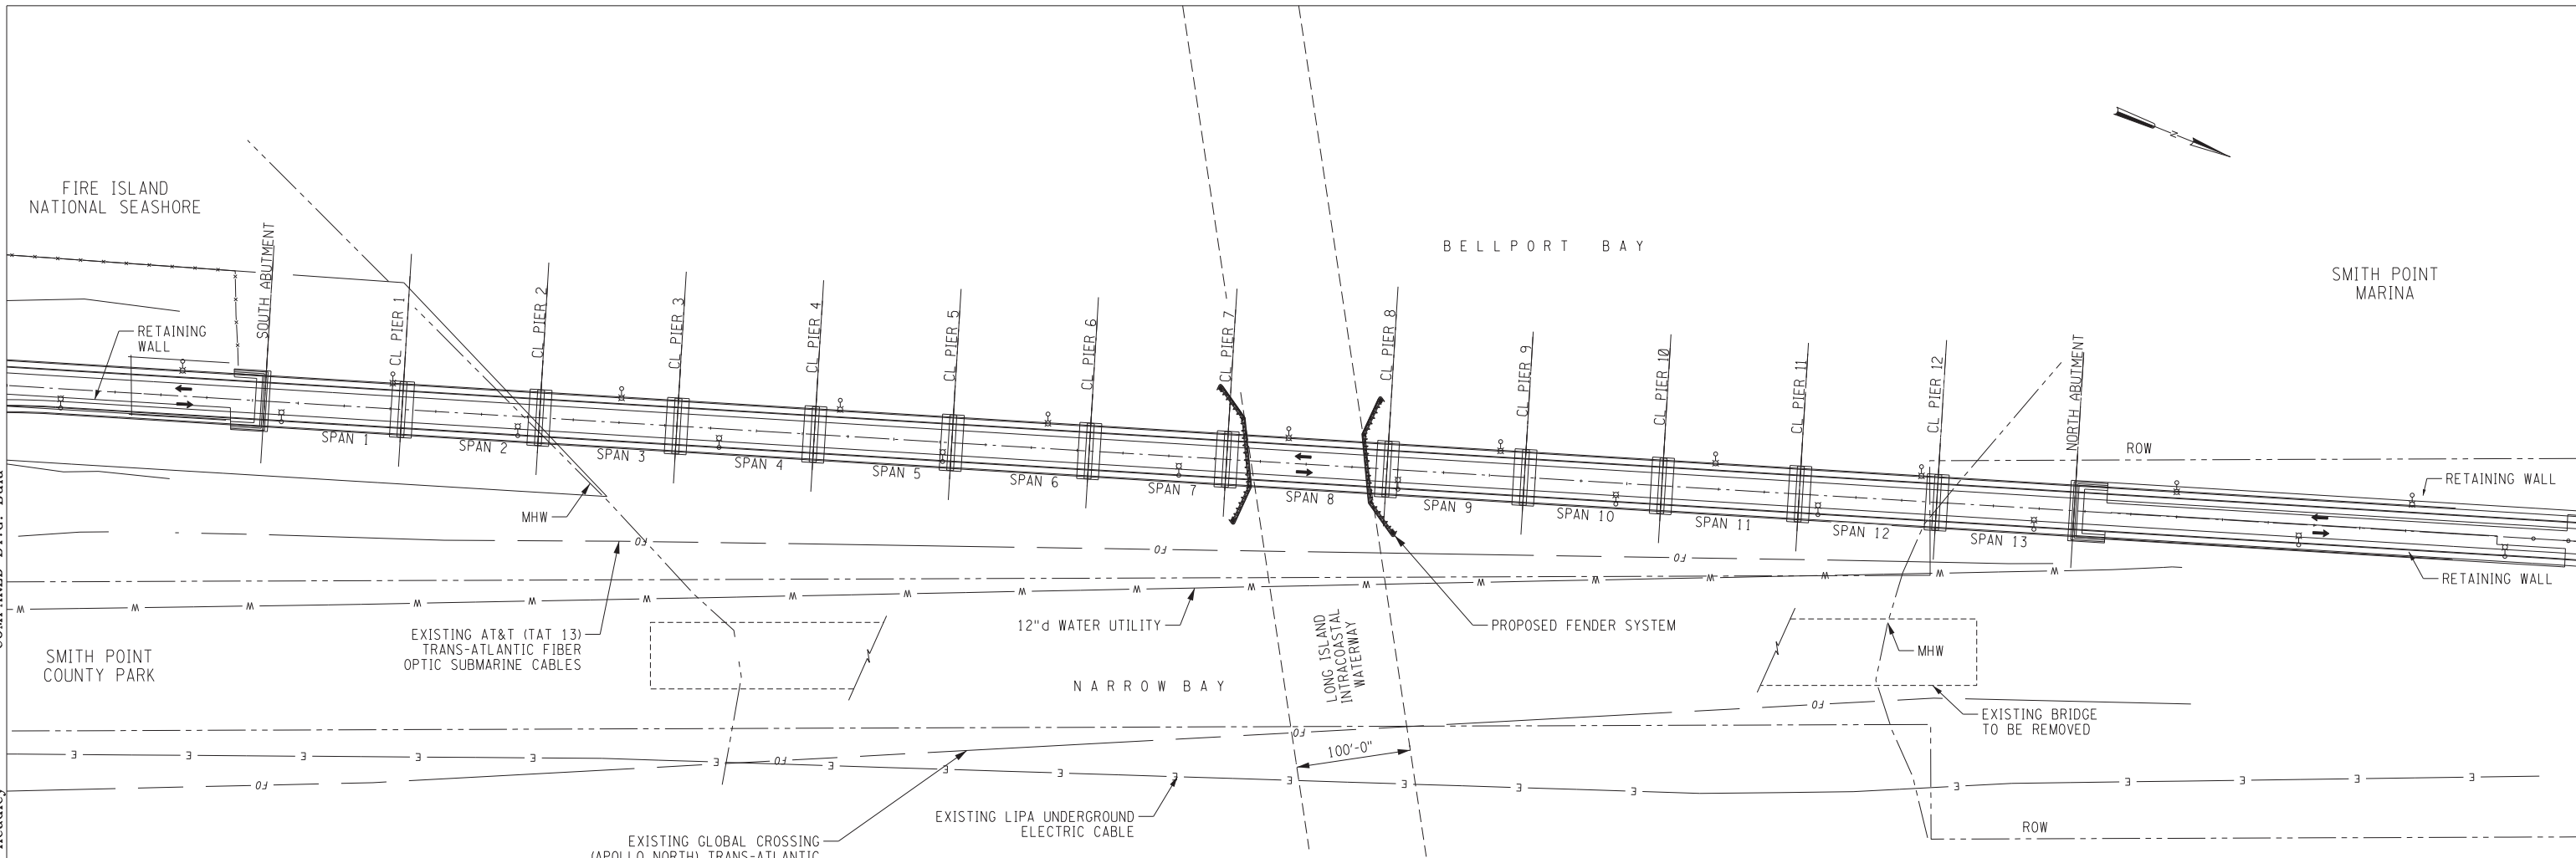 FIRE ISLAND
NATIONAL SEASHORE
RETAINING
WALL
SOUTH ABUTMENT
CL PIER 1
CL PIER 2
CL PIER 3
CL PIER 4
CL PIER 5
CL PIER 6
CL PIER 7
CL PIER 8
CL PIER 9
CL PIER 10
CL PIER 11
CL PIER 12
NORTH ABUTMENT
BELLPORT BAY
N
SMITH POINT
MARINA
SPAN 1
SPAN 2
SPAN 3
SPAN 4
SPAN 5
SPAN 6
SPAN 7
SPAN 8
SPAN 9
SPAN 10
SPAN 11
SPAN 12
SPAN 13
ROW
RETAINING WALL
RETAINING WALL
MHW
FO
FO
FO
W W W W W W W W W W W W W W W W W W
EXISTING AT&T (TAT 13)
TRANS-ATLANTIC FIBER
OPTIC SUBMARINE CABLES
12"d WATER UTILITY
LONG ISLAND
INTRACOASTAL
WATERWAY
PROPOSED FENDER SYSTEM
MHW
SMITH POINT
COUNTY PARK
NARROW BAY
EXISTING BRIDGE
TO BE REMOVED
FO
FO
FO
FO
100'-0"
E E E E E E E E E E E E E E E E E E E E E
EXISTING LIPA UNDERGROUND
ELECTRIC CABLE
EXISTING GLOBAL CROSSING
(APOLLO NORTH) TRANS-ATLANTIC
ROW